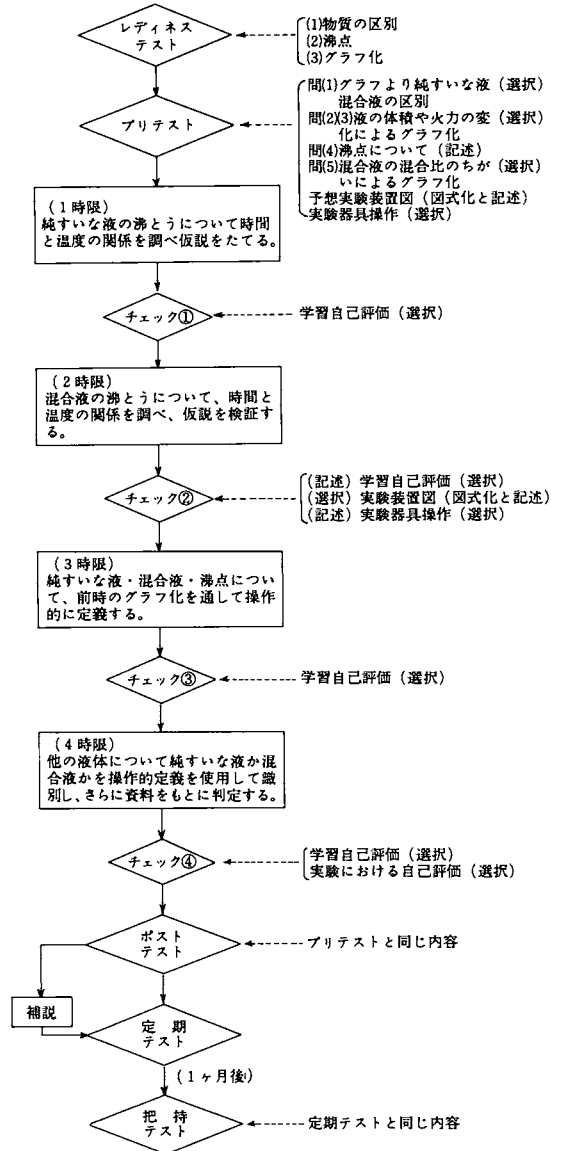 レディネス
テスト
(1)物質の区別
(2)沸点
(3)グラフ化
プリテスト
問(1)グラフより純すいな液(選択)
混合液の区別
問(2)(3)液の体積や火力の変(選択)
化によるグラフ化
問(4)沸点について(記述)
問(5)混合液の混合比のちが(選択)
いによるグラフ化
予想実験装置図(図式化と記述)
実験器具操作(選択)
(1時限)
純すいな液の沸とうについて時間
と温度の関係を調べ仮説をたてる。
チェック①
学習自己評価(選択)
(2時限)
混合液の沸とうについて、時間と
温度の関係を調べ、仮説を検証す
る。
チェック②
(記述)学習自己評価(選択)
(選択)実験装置図(図式化と記述)
(記述)実験器具操作(選択)
(3時限)
純すいな液・混合液・沸点につい
て、前時のグラフ化を通して操作
的に定義する。
チェック③
学習自己評価(選択)
(4時限)
他の液体について純すいな液か混
合液かを操作的定義を使用して識
別し、さらに資料をもとに判定する。
チェック④
学習自己評価(選択)
実験における自己評価(選択)
ポスト
テスト
プリテストと同じ内容
補説
定期
テスト
(1ヶ月後)
把持
テスト
定期テストと同じ内容